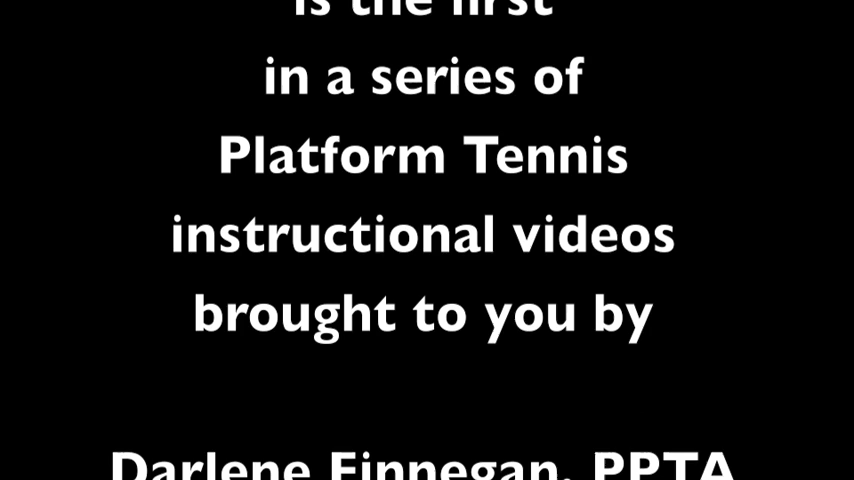 is the first
in a series of
Platform Tennis
instructional videos
brought to you by
Darlene Finnegan, PPTA